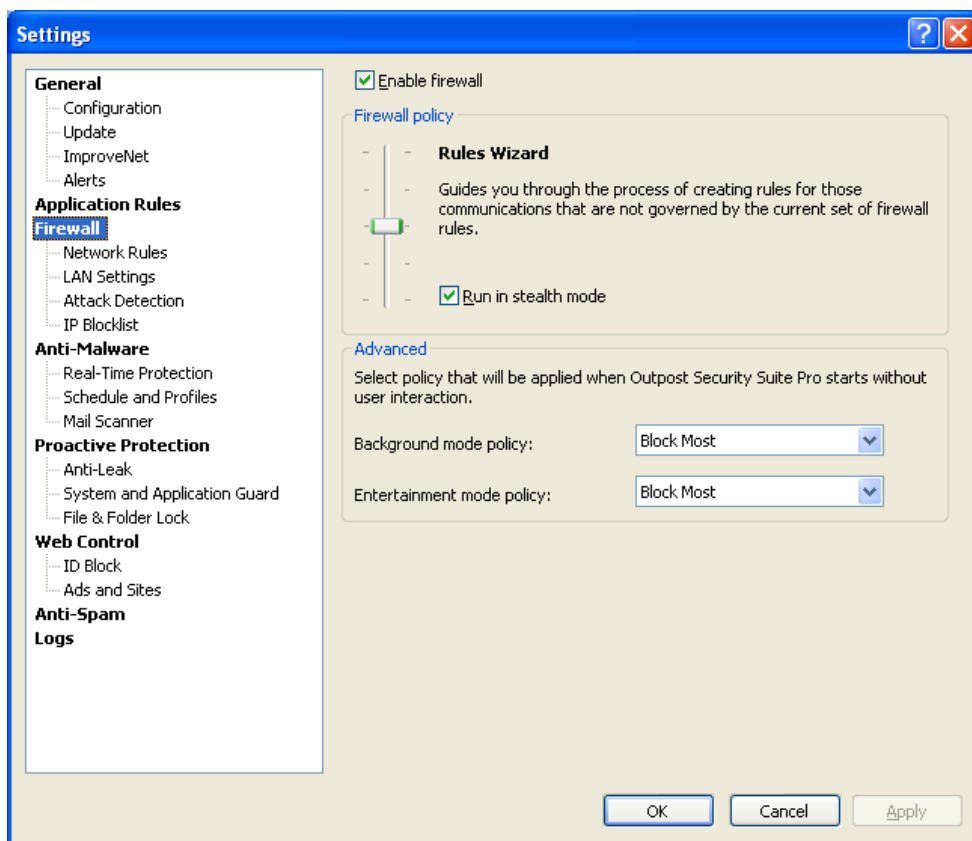 Settings
General
Configuration
Update
ImproveNet
Alerts
Application Rules
Firewall
Network Rules
LAN Settings
Attack Detection
IP Blocklist
Anti-Malware
Real-Time Protection
Schedule and Profiles
Mail Scanner
Proactive Protection
Anti-Leak
System and Application Guard
File & Folder Lock
Web Control
ID Block
Ads and Sites
Anti-Spam
Logs
Enable firewall
Firewall policy
Rules Wizard
Guides you through the process of creating rules for those
communications that are not governed by the current set of firewall
rules.
Run in stealth mode
Advanced
Select policy that will be applied when Outpost Security Suite Pro starts without
user interaction.
Background mode policy: Block Most
Entertainment mode policy: Block Most
OK Cancel Apply